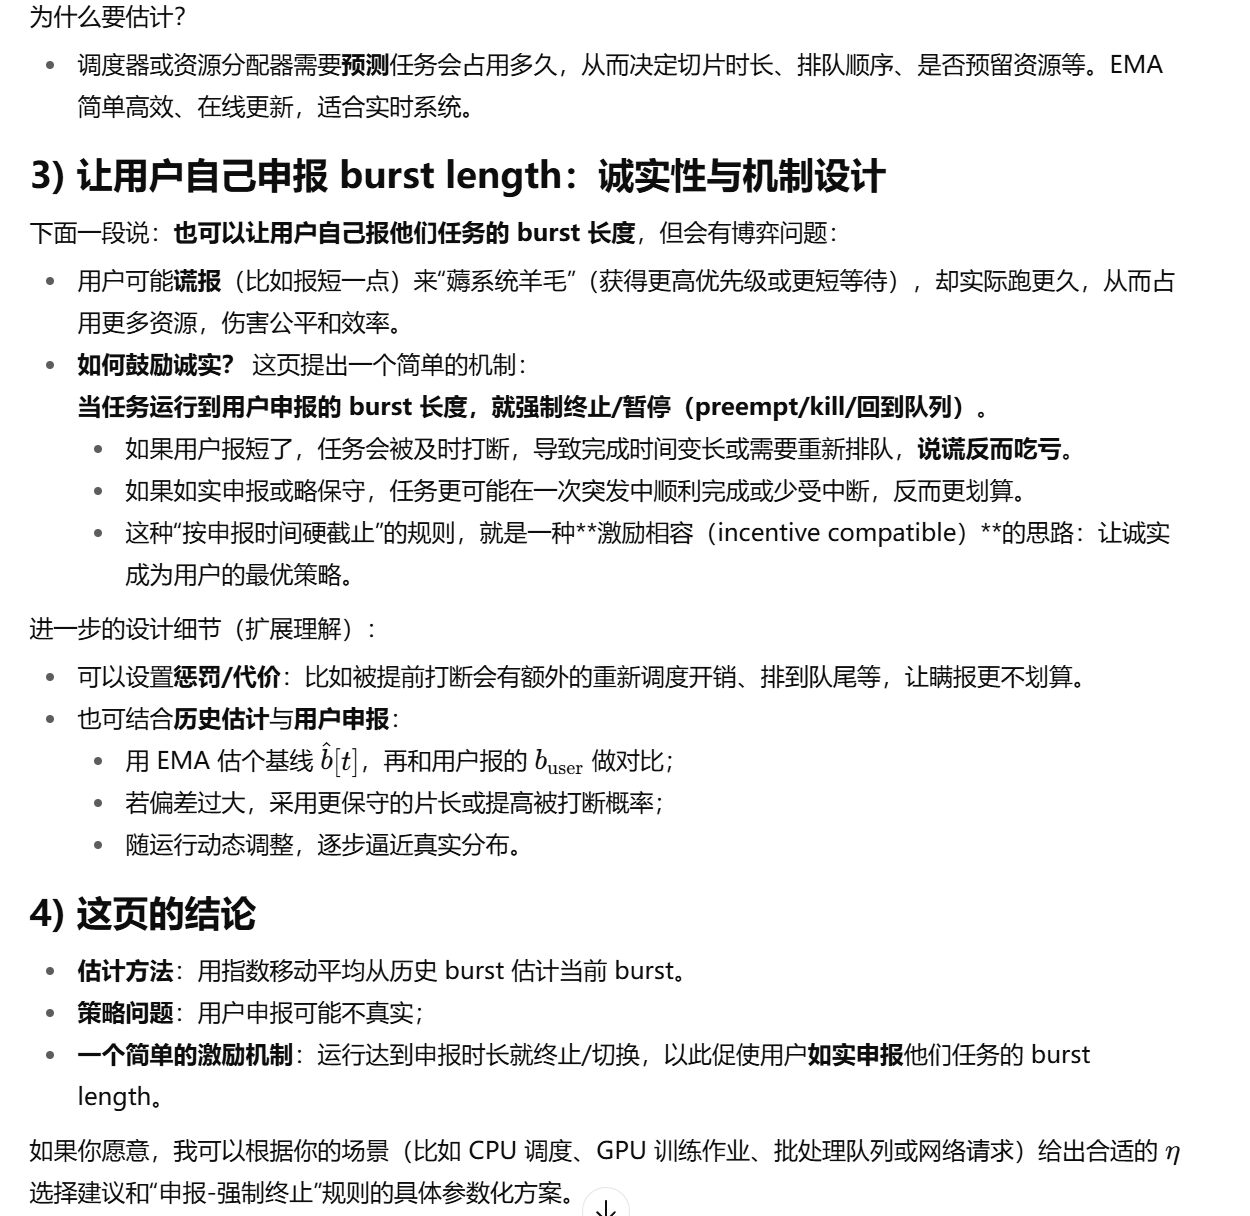 为什么要估计？
调度器或资源分配器需要预测任务会占用多久，从而决定切片时长、排队顺序、是否预留资源等。EMA
简单高效、在线更新，适合实时系统。
3) 让用户自己申报 burst length：诚实性与机制设计
下面一段说：也可以让用户自己报他们任务的 burst 长度，但会有博弈问题：
用户可能谎报（比如报短一点）来“薅系统羊毛”（获得更高优先级或更短等待），却实际跑更久，从而占
用更多资源，伤害公平和效率。
如何鼓励诚实？ 这页提出一个简单的机制：
当任务运行到用户申报的 burst 长度，就强制终止/暂停（preempt/kill/回到队列）。
如果用户报短了，任务会被及时打断，导致完成时间变长或需要重新排队，说谎反而吃亏。
如果如实申报或略保守，任务更可能在一次突发中顺利完成或少受中断，反而更划算。
这种“按申报时间硬截止”的规则，就是一种**激励相容（incentive compatible）**的思路：让诚实
成为用户的最优策略。
进一步的设计细节（扩展理解）：
可以设置惩罚/代价：比如被提前打断会有额外的重新调度开销、排到队尾等，让瞒报更不划算。
也可结合历史估计与用户申报：
用 EMA 估个基线 b̂[t]，再和用户报的 b_user 做对比；
若偏差过大，采用更保守的片长或提高被打断概率；
随运行动态调整，逐步逼近真实分布。
4) 这页的结论
估计方法：用指数移动平均从历史 burst 估计当前 burst。
策略问题：用户申报可能不真实；
一个简单的激励机制：运行达到申报时长就终止/切换，以此促使用户如实申报他们任务的 burst
length。
如果你愿意，我可以根据你的场景（比如 CPU 调度、GPU 训练作业、批处理队列或网络请求）给出合适的 η
选择建议和“申报-强制终止”规则的具体参数化方案。